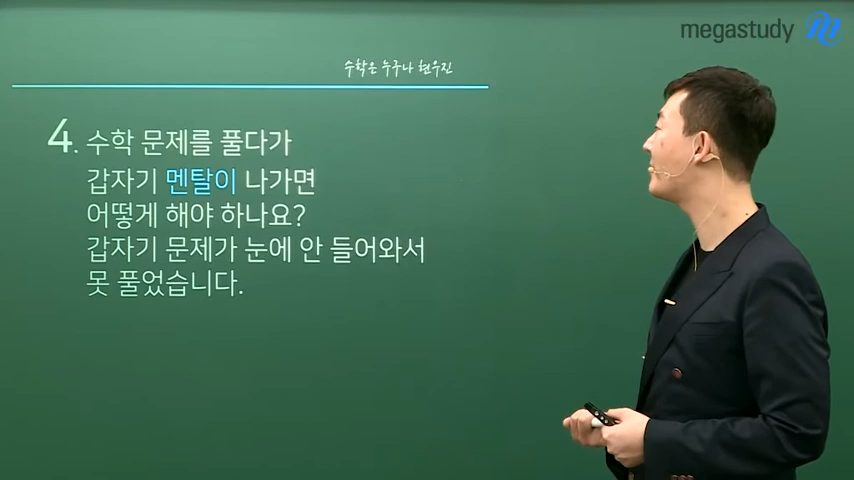 megastudy
수학은 누구나 현우진
4. 수학 문제를 풀다가
갑자기 멘탈이 나가면
어떻게 해야 하나요?
갑자기 문제가 눈에 안 들어와서
못 풀었습니다.